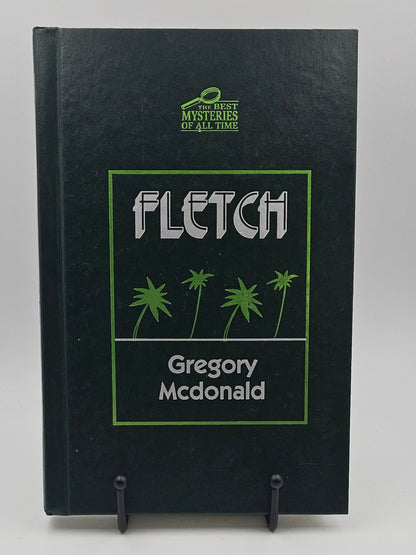 THE BEST
MYSTERIES
OF ALL TIME
FLETCH
Gregory
Mcdonald